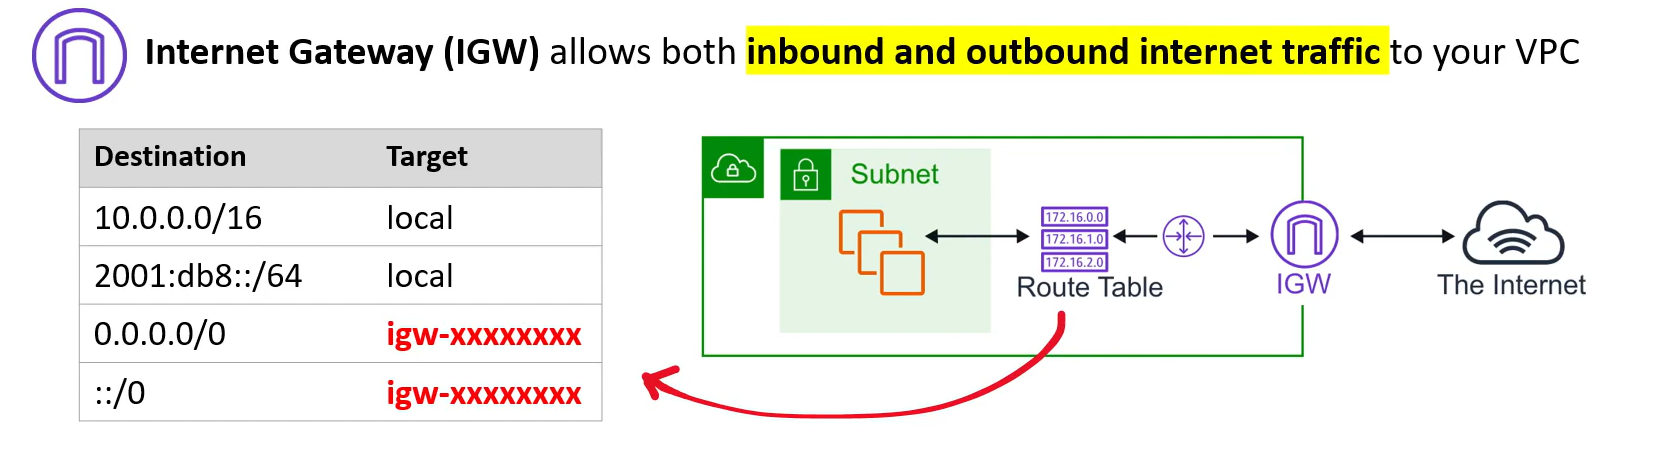 Internet Gateway (IGW) allows both inbound and outbound internet traffic to your VPC
Destination Target
10.0.0.0/16 local
2001:db8::/64 local
0.0.0.0/0 igw-xxxxxxxx
::/0 igw-xxxxxxxx
Subnet
172.16.0.0
172.16.1.0
172.16.2.0
Route Table
IGW
The Internet